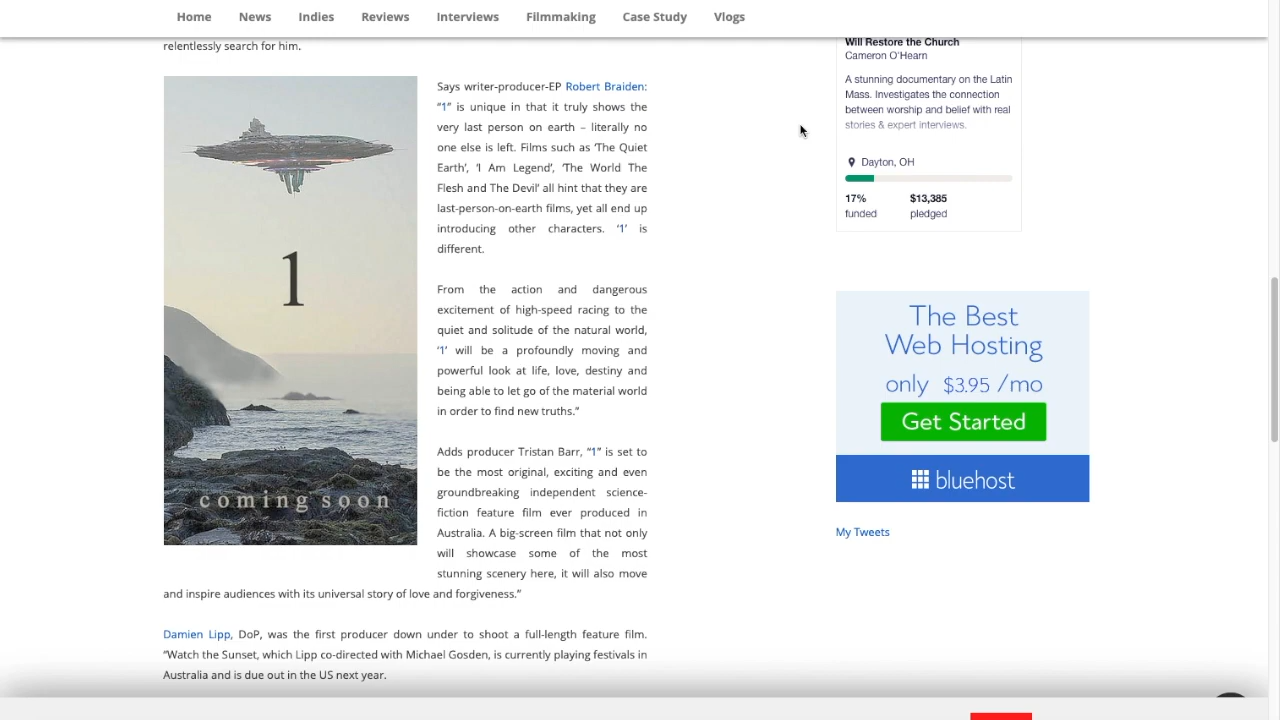 Home News Indies Reviews Interviews Filmmaking Case Study Vlogs
relentlessly search for him.
1
coming soon
Says writer-producer-EP Robert Braiden:
“1” is unique in that it truly shows the
very last person on earth – literally no
one else is left. Films such as ‘The Quiet
Earth’, ‘I Am Legend’, ‘The World The
Flesh and The Devil’ all hint that they are
last-person-on-earth films, yet all end up
introducing other characters. ‘1’ is
different.
From the action and dangerous
excitement of high-speed racing to the
quiet and solitude of the natural world,
‘1’ will be a profoundly moving and
powerful look at life, love, destiny and
being able to let go of the material world
in order to find new truths.”
Adds producer Tristan Barr, “1” is set to
be the most original, exciting and even
groundbreaking independent science-
fiction feature film ever produced in
Australia. A big-screen film that not only
will showcase some of the most
stunning scenery here, it will also move
and inspire audiences with its universal story of love and forgiveness.”
Damien Lipp, DoP, was the first producer down under to shoot a full-length feature film.
“Watch the Sunset, which Lipp co-directed with Michael Gosden, is currently playing festivals in
Australia and is due out in the US next year.
Will Restore the Church
Cameron O'Hearn
A stunning documentary on the Latin
Mass. Investigates the connection
between worship and belief with real
stories & expert interviews.
Dayton, OH
17% $13,385
funded pledged
The Best
Web Hosting
only $3.95 /mo
Get Started
bluehost
My Tweets